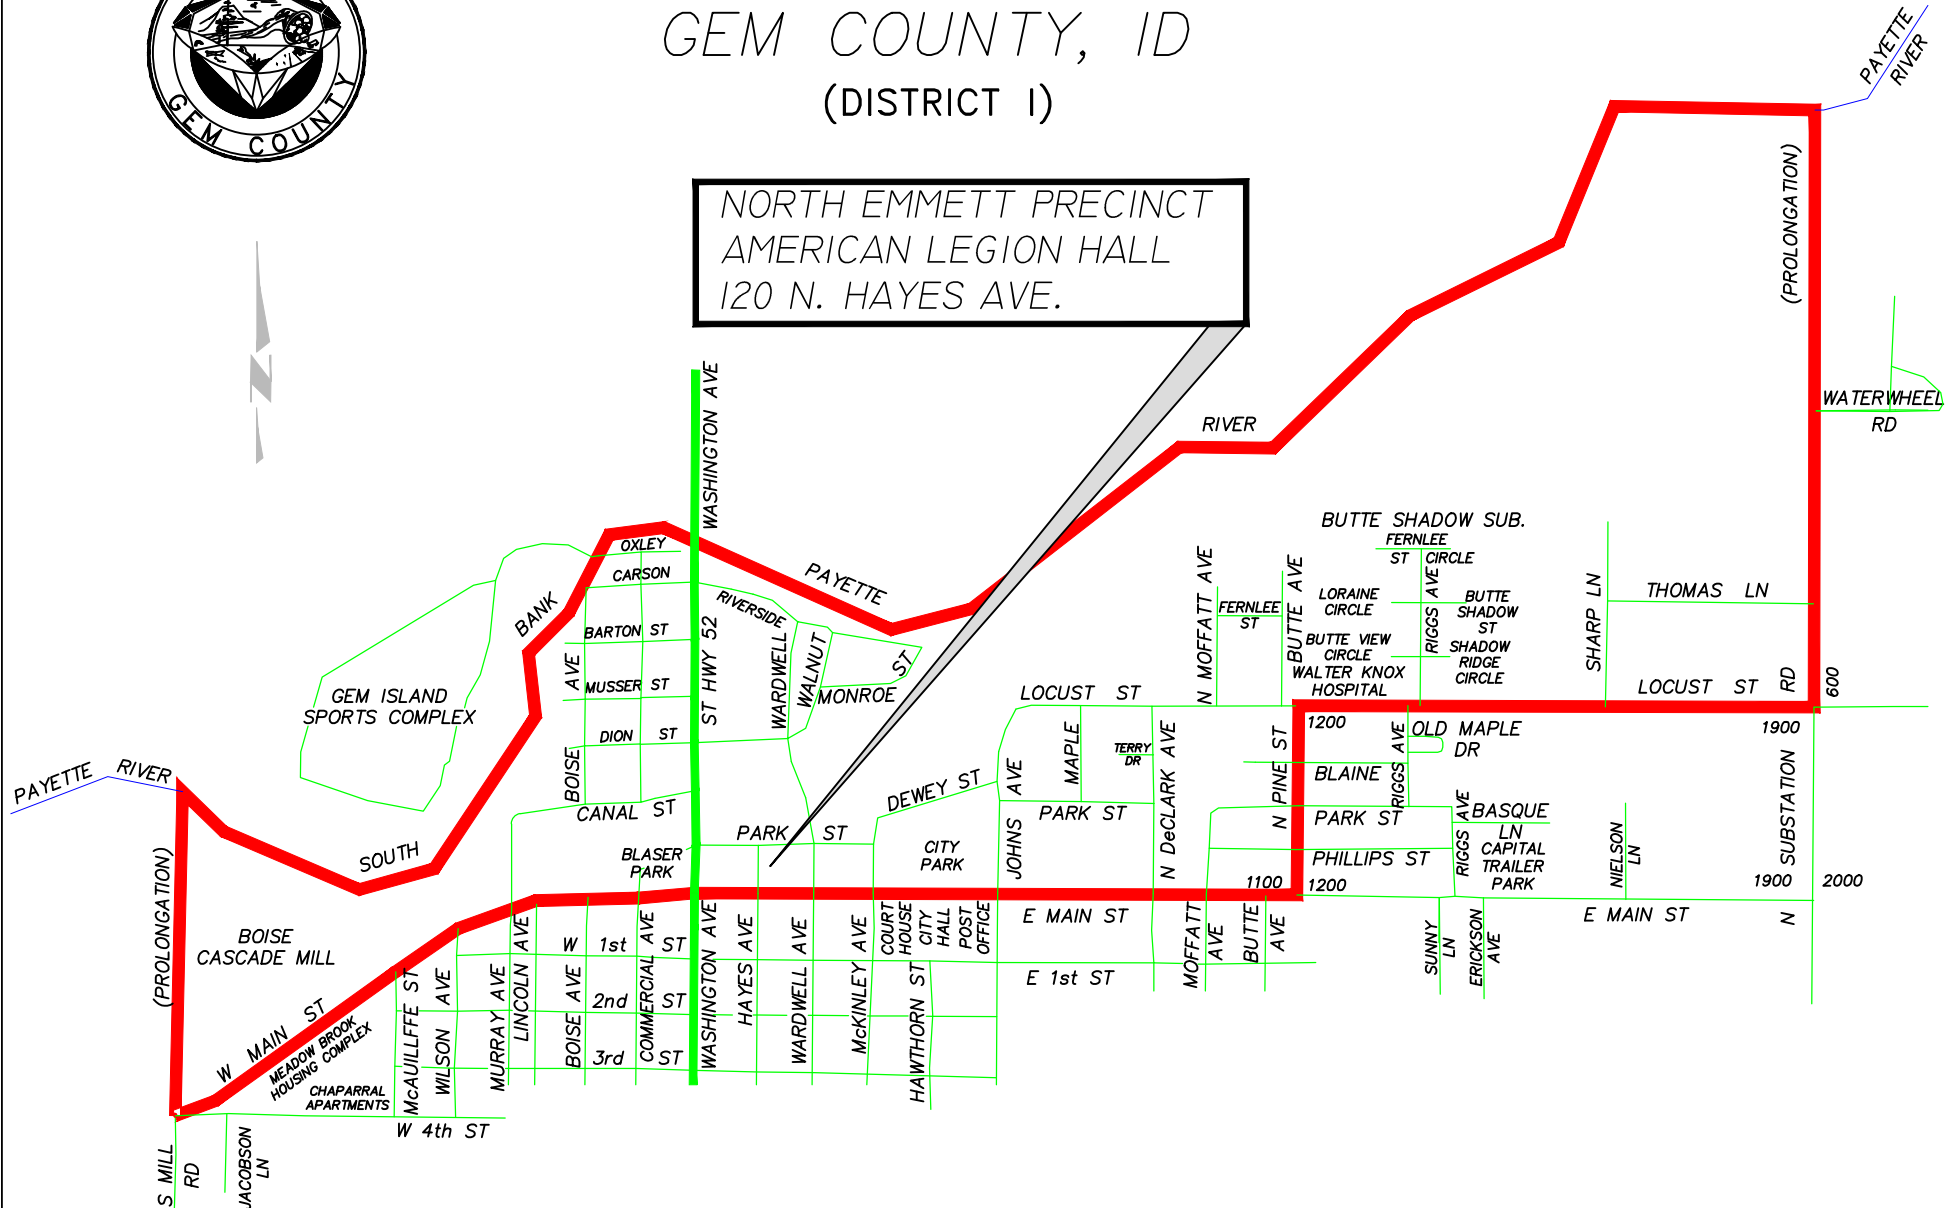 GEM COUNTY
GEM COUNTY, ID
(DISTRICT I)
N
NORTH EMMETT PRECINCT
AMERICAN LEGION HALL
120 N. HAYES AVE.
PAYETTE
RIVER
(PROLONGATION)
WATERWHEEL
RD
WASHINGTON AVE
RIVER
BUTTE SHADOW SUB.
FERNLEE
ST CIRCLE
OXLEY
CARSON
PAYETTE
BANK
RIVERSIDE
BARTON ST
ST HWY 52
WARDWELL
WALNUT
ST
MONROE
N MOFFATT AVE
FERNLEE
ST
BUTTE AVE
LORAINE
CIRCLE
RIGGS AVE
BUTTE
SHADOW
ST
BUTTE VIEW
CIRCLE
SHADOW
RIDGE
CIRCLE
WALTER KNOX
HOSPITAL
SHARP LN
THOMAS LN
LOCUST ST
RD
600
GEM ISLAND
SPORTS COMPLEX
AVE
MUSSER ST
LOCUST ST
DION ST
BOISE
CANAL ST
MAPLE
TERRY
DR
N DeCLARK AVE
N PINE ST
1200
RIGGS AVE
OLD MAPLE
DR
1900
PAYETTE RIVER
BLAINE
DEWEY ST
JOHNS AVE
PARK ST
PARK ST
RIGGS AVE
BASQUE
LN
N SUBSTATION
PARK ST
BLASER
PARK
CITY
PARK
PHILLIPS ST
CAPITAL
TRAILER
PARK
NIELSON
LN
SOUTH
(PROLONGATION)
1100
1200
1900
2000
BOISE
CASCADE MILL
COURT
HOUSE
CITY
HALL
POST
OFFICE
E MAIN ST
MOFFATT
AVE
BUTTE
AVE
E MAIN ST
SUNNY
LN
ERICKSON
AVE
W 1st ST
E 1st ST
2nd ST
3rd ST
W MAIN ST
MEADOW BROOK
HOUSING COMPLEX
CHAPARRAL
APARTMENTS
McAUILLFFE ST
WILSON AVE
MURRAY AVE
LINCOLN AVE
BOISE AVE
COMMERCIAL AVE
WASHINGTON AVE
HAYES AVE
WARDWELL AVE
McKINLEY AVE
HAWTHORN ST
W 4th ST
S MILL
RD
JACOBSON
LN